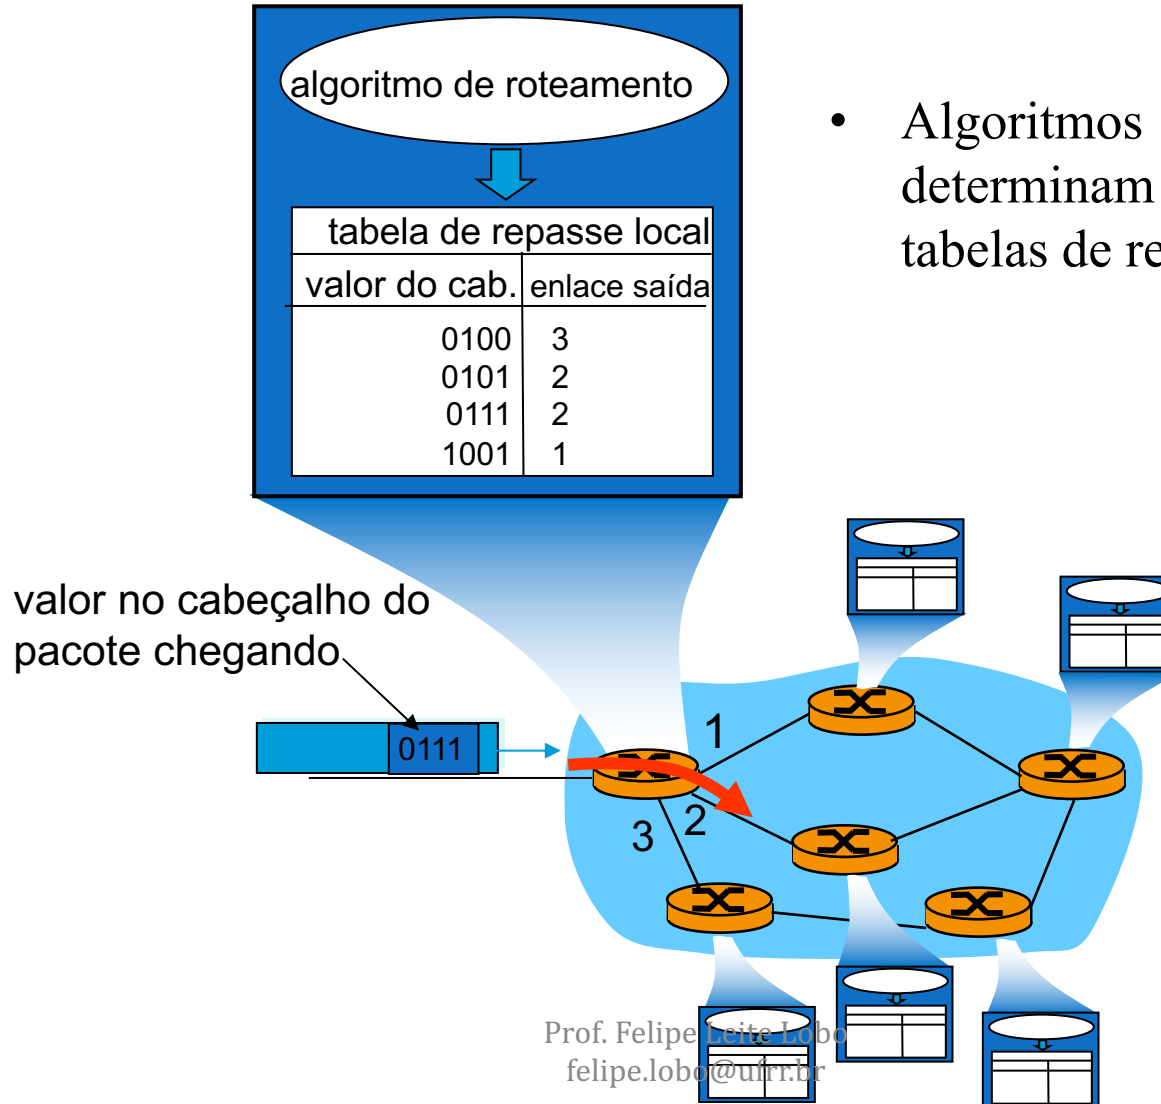 algoritmo de roteamento
tabela de repasse local
valor do cab. enlace saída
0100 3
0101 2
0111 2
1001 1
• Algoritmos
determinam
tabelas de re
valor no cabeçalho do
pacote chegando
0111
1
2
3
Prof. Felipe Leite Lobo
felipe.lobo@ufrr.br